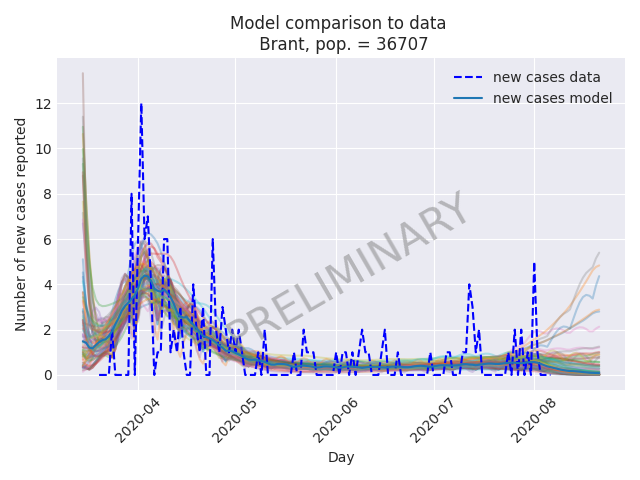 Model comparison to data
Brant, pop. = 36707
new cases data
new cases model
PRELIMINARY
Number of new cases reported
12
10
8
6
4
2
0
2020-04
2020-05
2020-06
2020-07
2020-08
Day